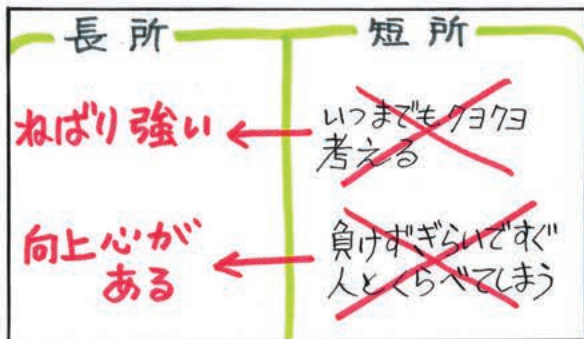 長所
短所
ねばり強い
いつまでもクヨクヨ
考える
向上心が
ある
負けずぎらいですぐ
人とくらべてしまう